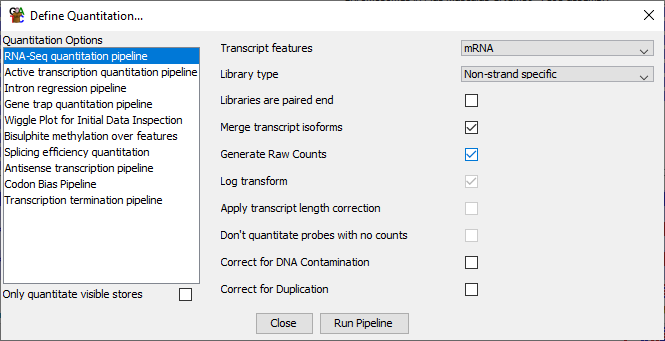 Define Quantitation...
Quantitation Options
RNA-Seq quantitation pipeline
Active transcription quantitation pipeline
Intron regression pipeline
Gene trap quantitation pipeline
Wiggle Plot for Initial Data Inspection
Bisulphite methylation over features
Splicing efficiency quantitation
Antisense transcription pipeline
Codon Bias Pipeline
Transcription termination pipeline
Only quantitate visible stores
Transcript features mRNA
Library type Non-strand specific
Libraries are paired end
Merge transcript isoforms
Generate Raw Counts
Log transform
Apply transcript length correction
Don't quantitate probes with no counts
Correct for DNA Contamination
Correct for Duplication
Close Run Pipeline